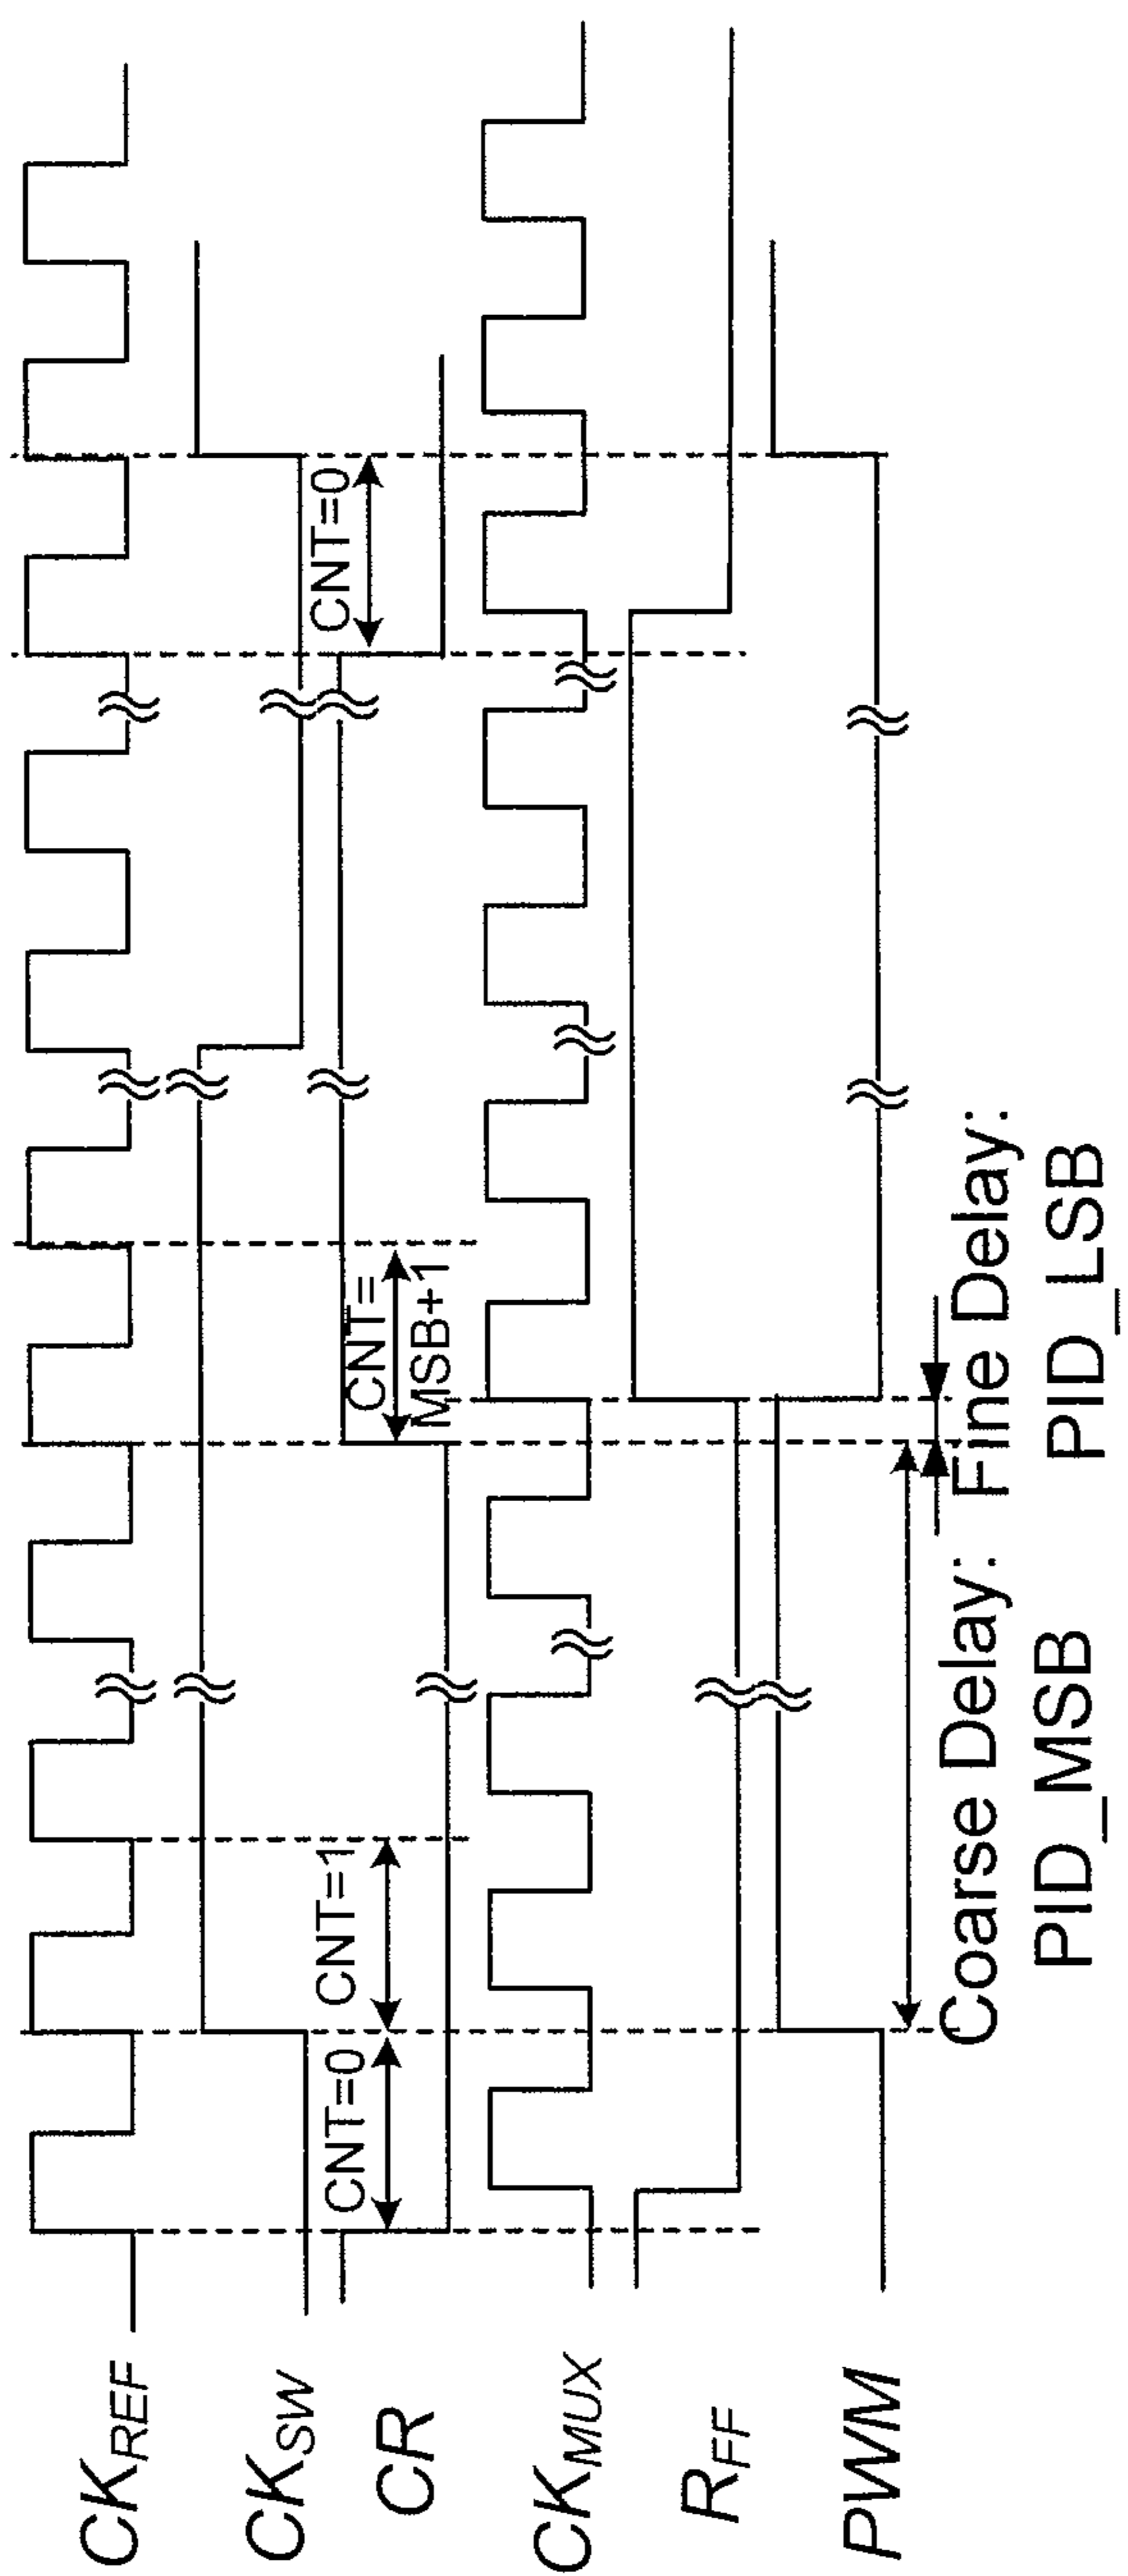 CK_REF
CK_SW
CNT=0
CNT=1
CNT=
MSB+1
CNT=0
CR
CK_MUX
R_FF
PWM
Coarse Delay:
PID_MSB
Fine Delay:
PID_LSB